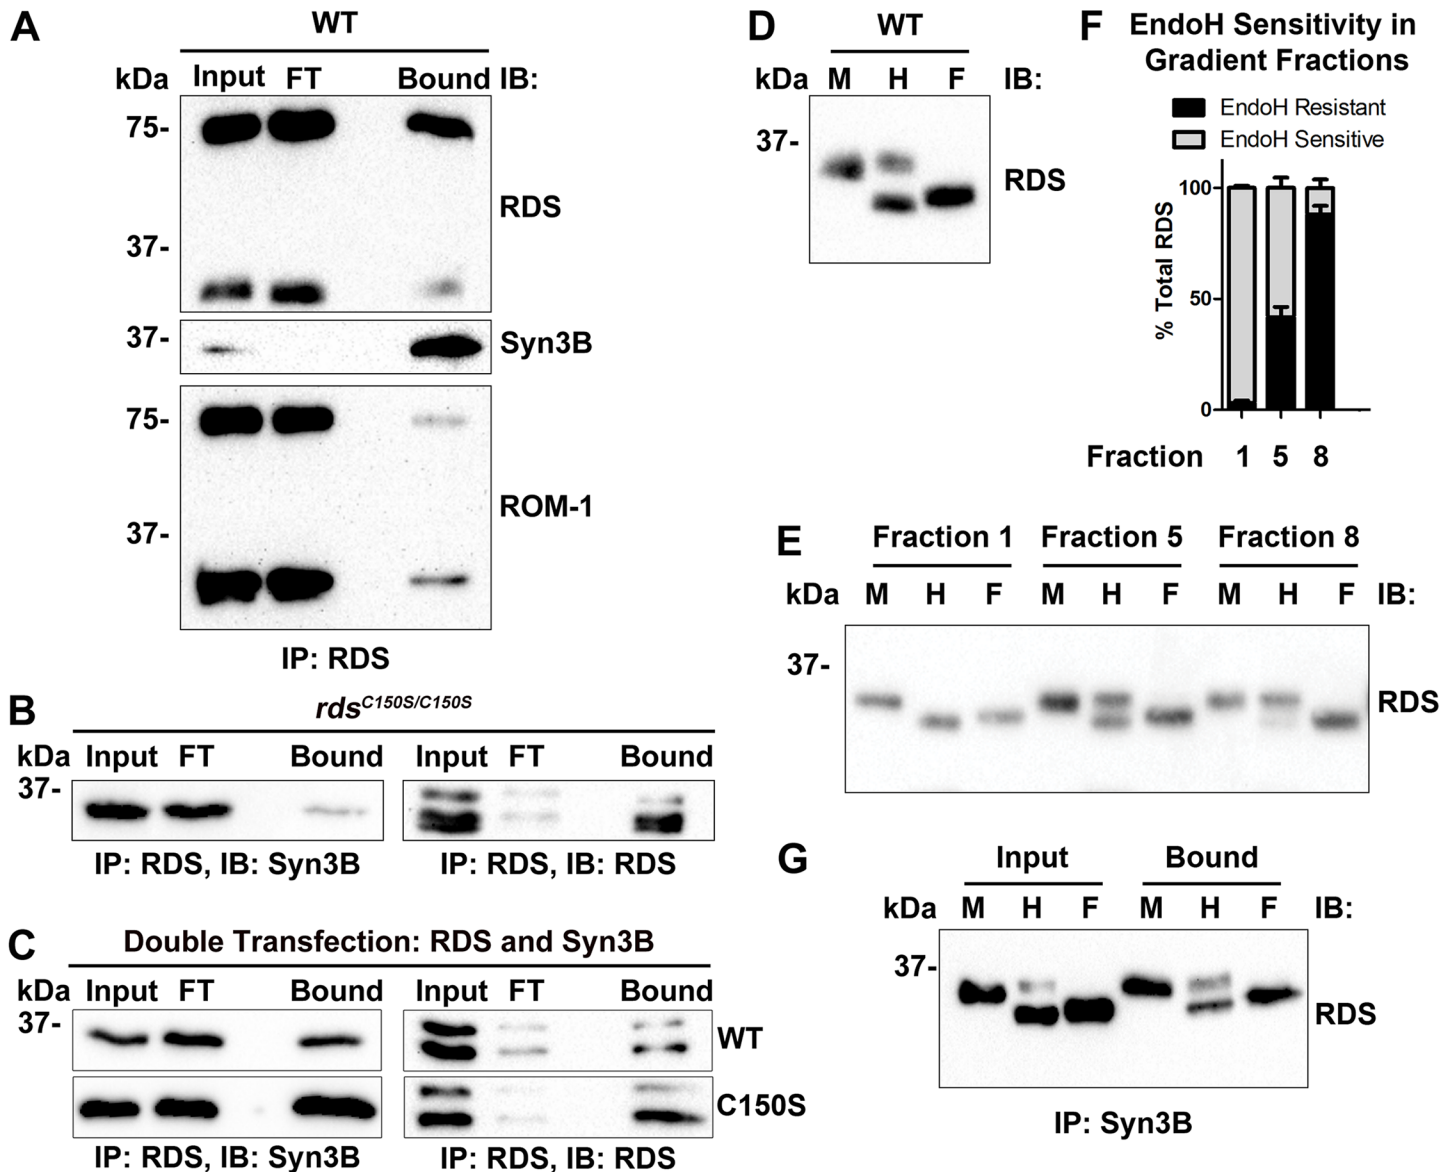 A
WT
kDa Input FT Bound IB:
75-
RDS
37-
37- Syn3B
75-
ROM-1
37-
IP: RDS
B
rdsC150S/C150S
kDa Input FT Bound Input FT Bound
37-
IP: RDS, IB: Syn3B IP: RDS, IB: RDS
C
Double Transfection: RDS and Syn3B
kDa Input FT Bound Input FT Bound
37-
WT
C150S
IP: RDS, IB: Syn3B IP: RDS, IB: RDS
D
WT
kDa M H F IB:
37-
RDS
F
EndoH Sensitivity in
Gradient Fractions
EndoH Resistant
EndoH Sensitive
% Total RDS
100
50
0
Fraction 1 5 8
E
Fraction 1 Fraction 5 Fraction 8
kDa M H F M H F M H F IB:
37-
RDS
G
Input Bound
kDa M H F M H F IB:
37-
RDS
IP: Syn3B